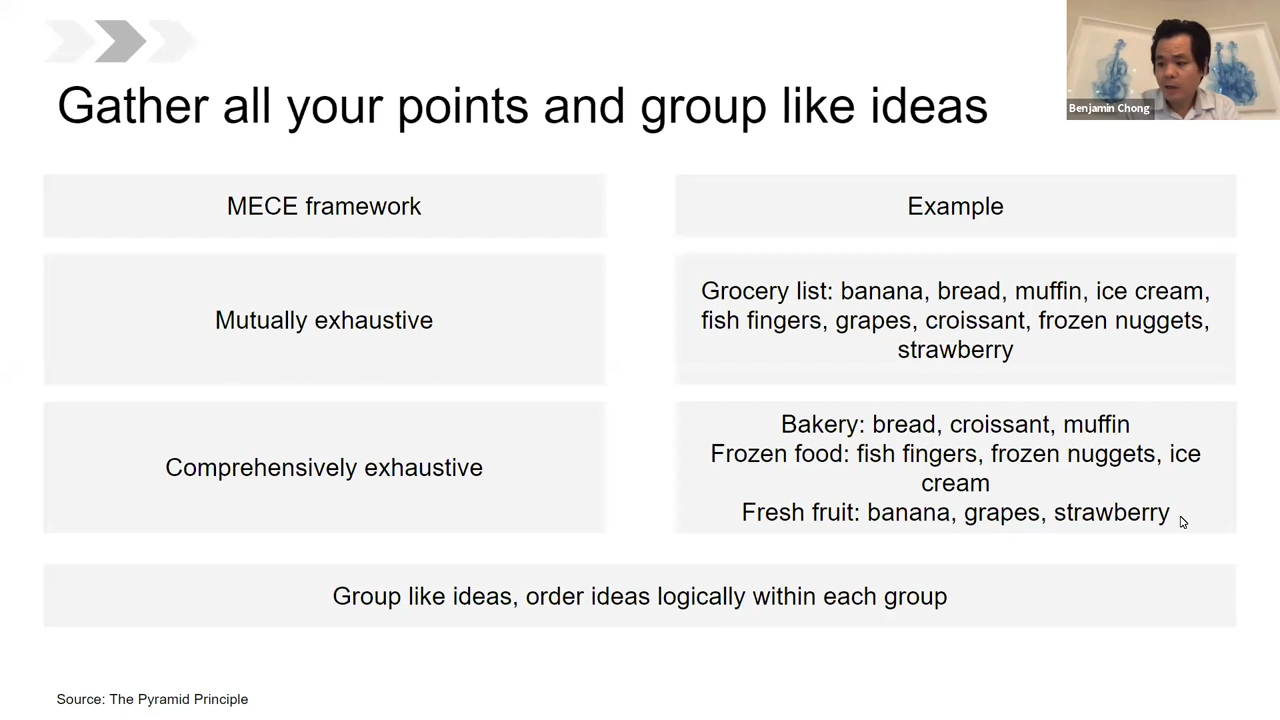 Benjamin Chong
Gather all your points and group like ideas
MECE framework
Example
Mutually exhaustive
Grocery list: banana, bread, muffin, ice cream,
fish fingers, grapes, croissant, frozen nuggets,
strawberry
Comprehensively exhaustive
Bakery: bread, croissant, muffin
Frozen food: fish fingers, frozen nuggets, ice
cream
Fresh fruit: banana, grapes, strawberry
Group like ideas, order ideas logically within each group
Source: The Pyramid Principle